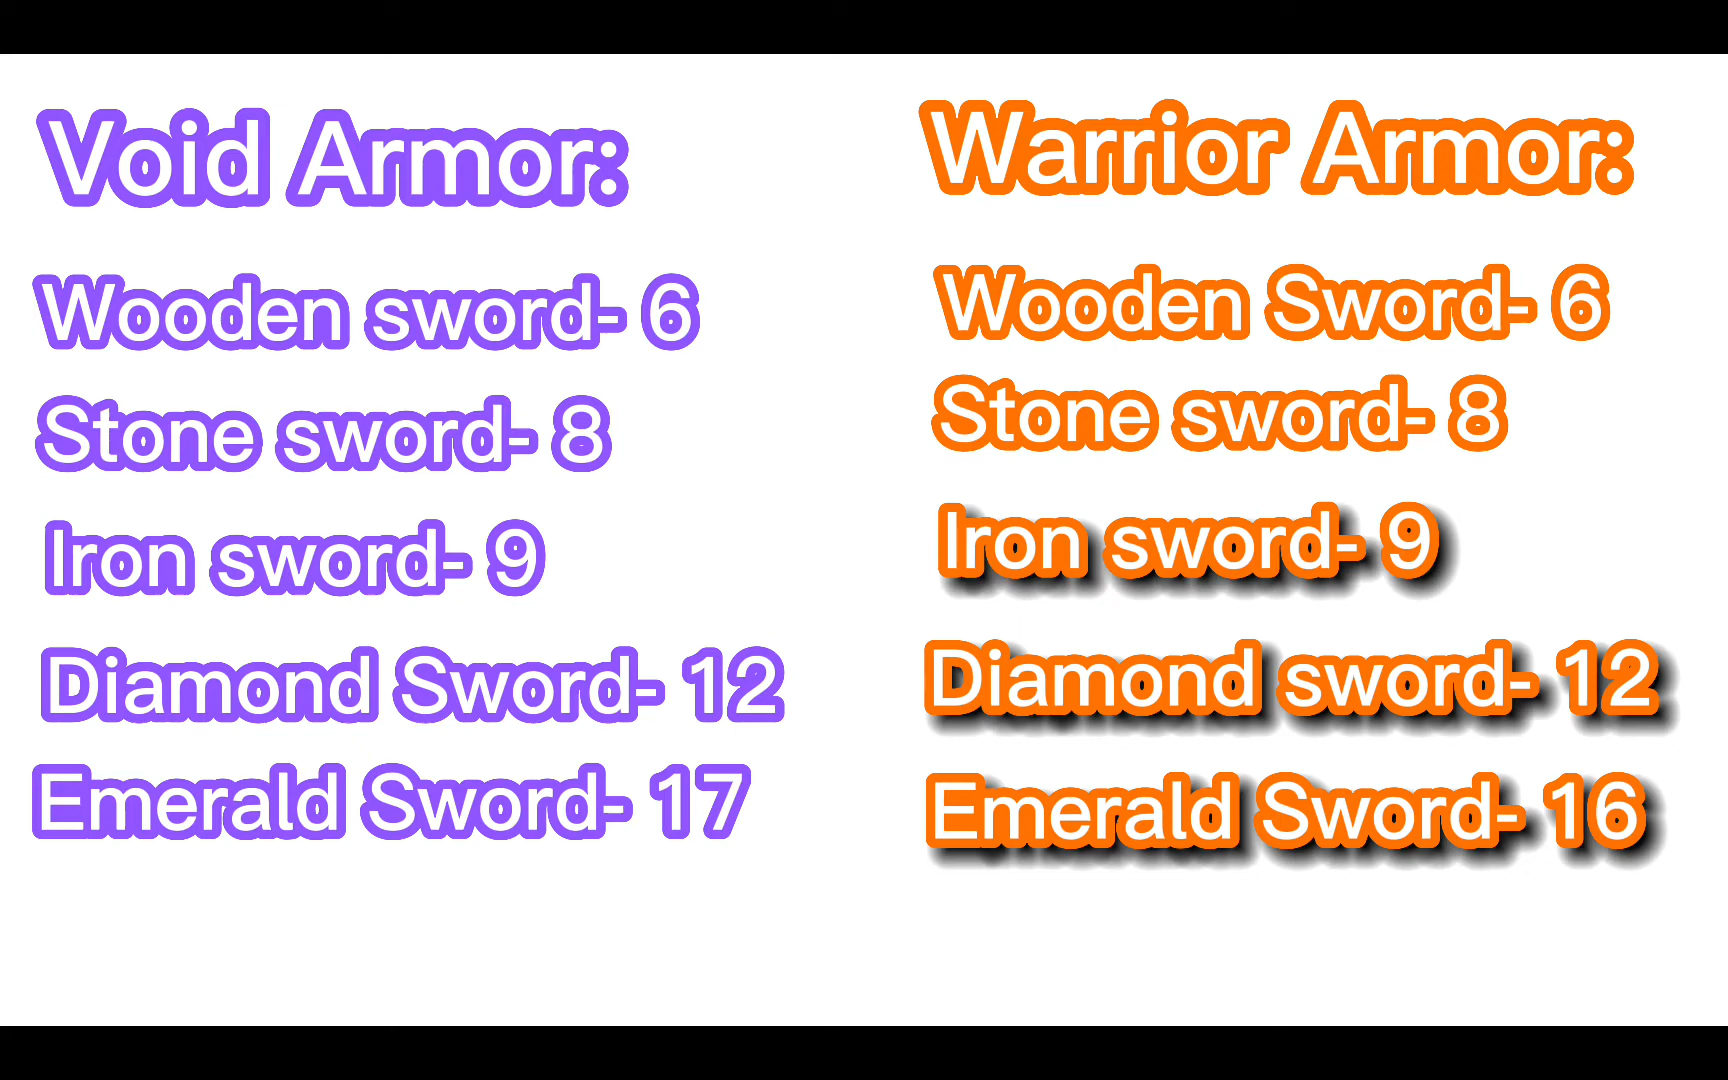 Void Armor:
Wooden sword- 6
Stone sword- 8
Iron sword- 9
Diamond Sword- 12
Emerald Sword- 17
Warrior Armor:
Wooden Sword- 6
Stone sword- 8
Iron sword- 9
Diamond sword- 12
Emerald Sword- 16